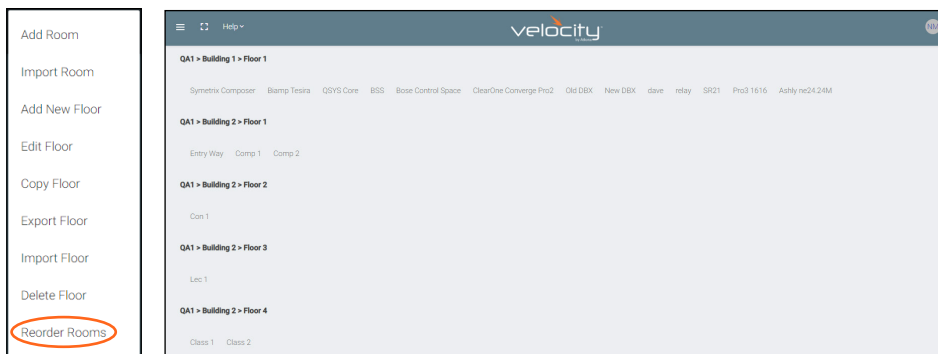 Add Room
Import Room
Add New Floor
Edit Floor
Copy Floor
Export Floor
Import Floor
Delete Floor
Reorder Rooms
Help
velocity
by Atlona
NM
QA1 > Building 1 > Floor 1
Symetrix Composer Biamp Tesira QSYS Core BSS Bose Control Space ClearOne Converge Pro2 Old DBX New DBX dave relay SR21 Pro3 1616 Ashly ne24.24M
QA1 > Building 2 > Floor 1
Entry Way Comp 1 Comp 2
QA1 > Building 2 > Floor 2
Con 1
QA1 > Building 2 > Floor 3
Lec 1
QA1 > Building 2 > Floor 4
Class 1 Class 2